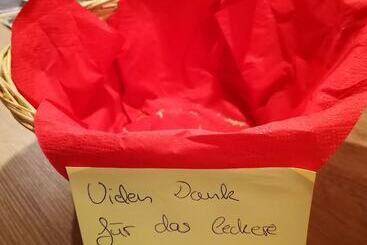 Vielen Dank
für das leckere